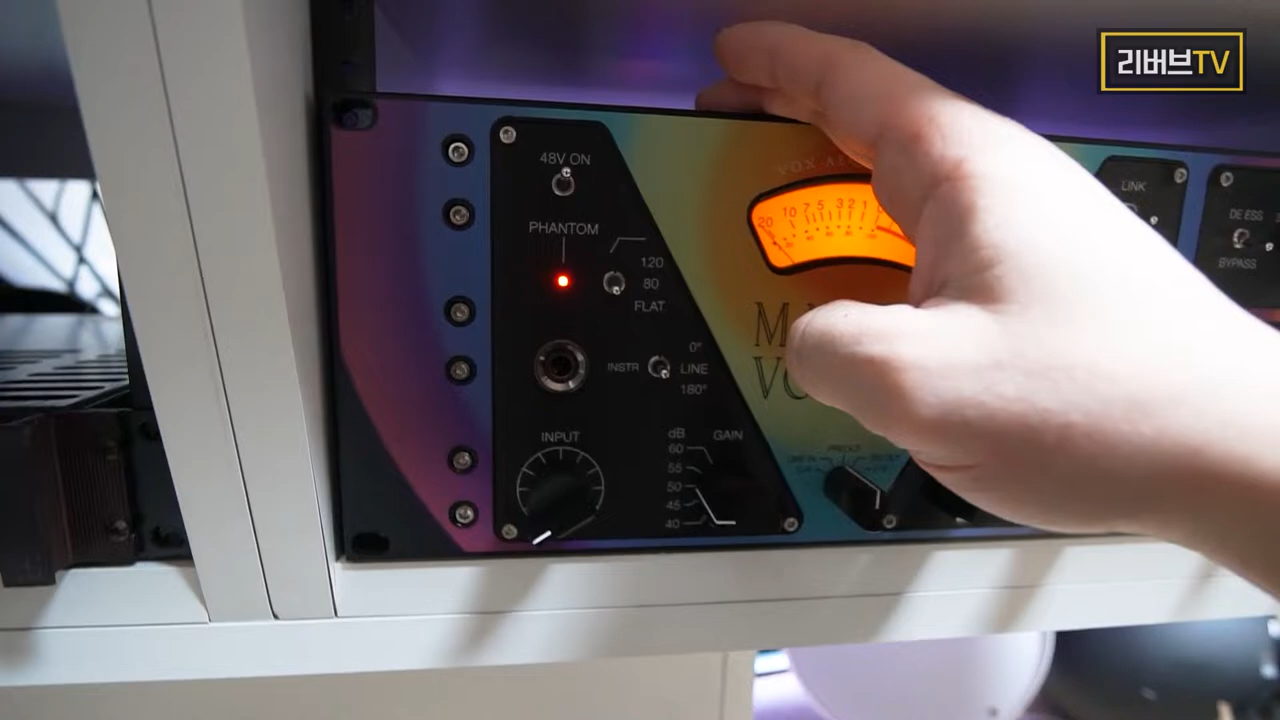 리버브TV
48V ON
PHANTOM
120
80
FLAT
INSTR
0°
LINE
180°
INPUT
dB
GAIN
60
55
50
45
40
20 10 7 5 3 2 1 0
LINK
DE ESS
BYPASS